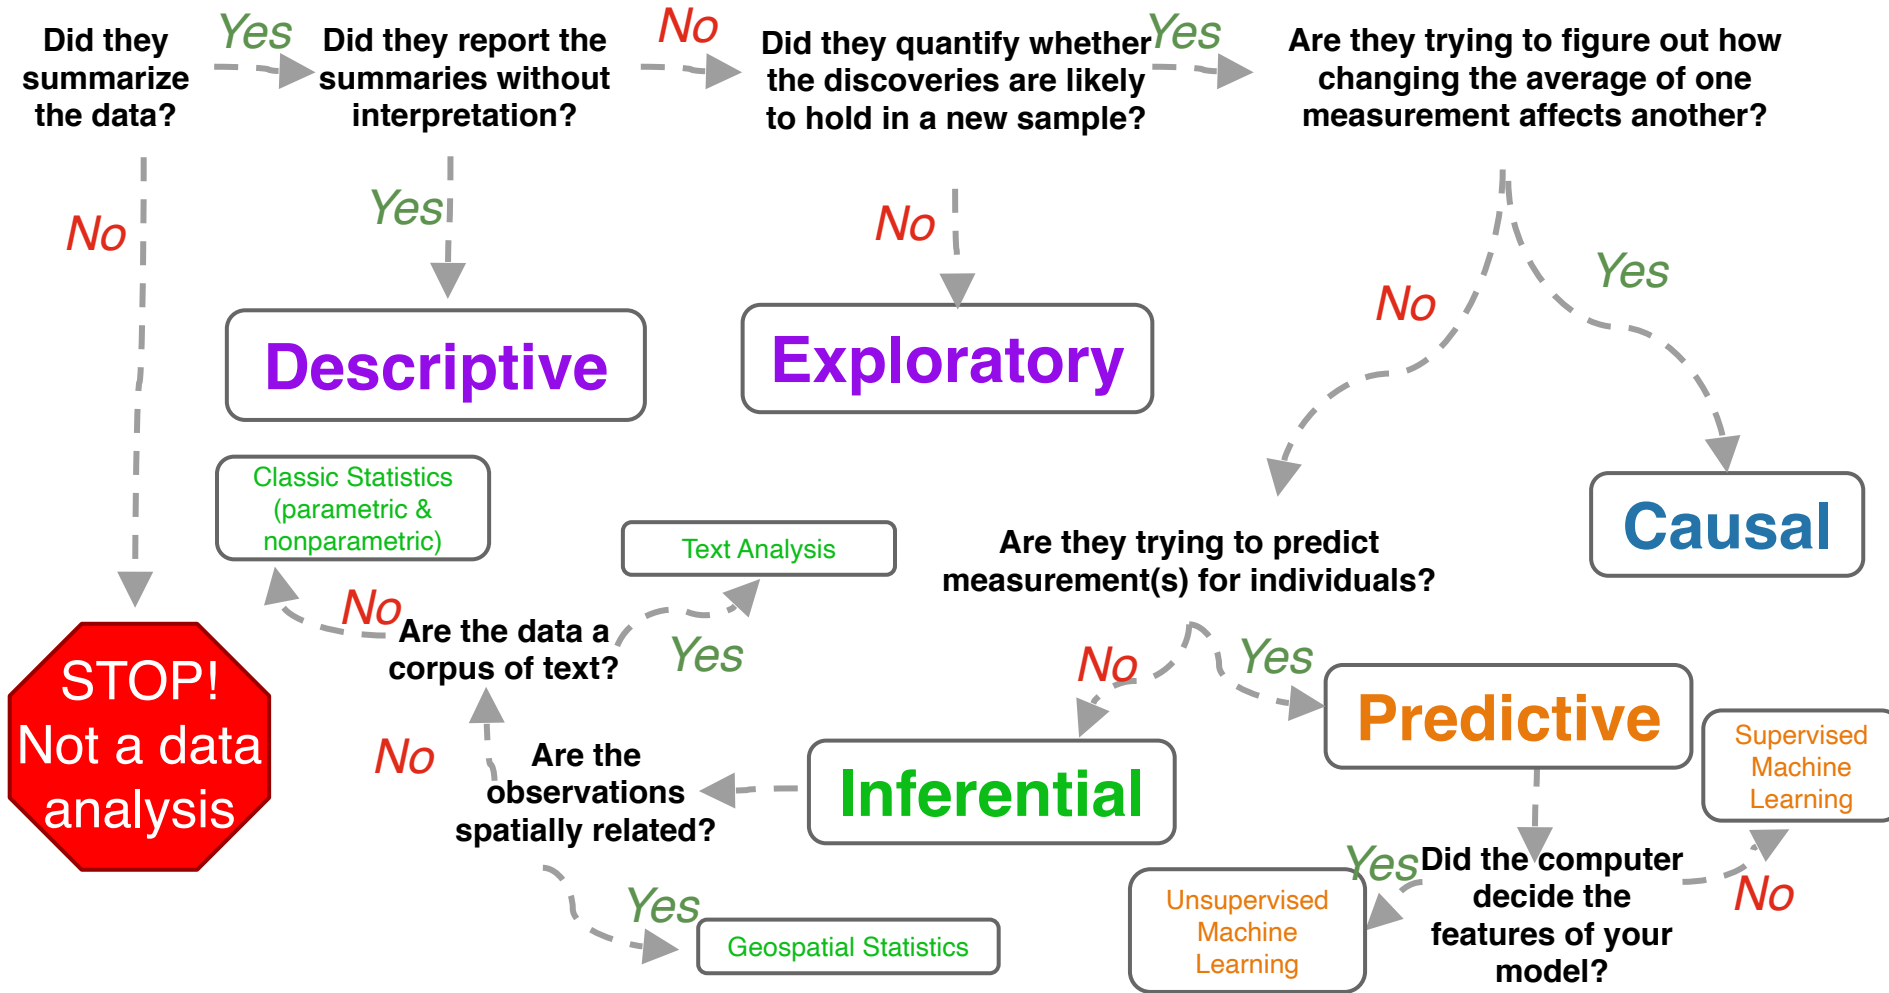 Did they
summarize
the data?
Yes
Did they report the
summaries without
interpretation?
No
Did they quantify whether
the discoveries are likely
to hold in a new sample?
Yes
Are they trying to figure out how
changing the average of one
measurement affects another?
No
Yes
No
No
Yes
Descriptive
Exploratory
Causal
Classic Statistics
(parametric &
nonparametric)
Text Analysis
Are they trying to predict
measurement(s) for individuals?
No
Are the data a
corpus of text?
Yes
No
Yes
STOP!
Not a data
analysis
No
Are the
observations
spatially related?
Inferential
Predictive
Supervised
Machine
Learning
Yes
Geospatial Statistics
Unsupervised
Machine
Learning
Yes
Did the computer
decide the
features of your
model?
No